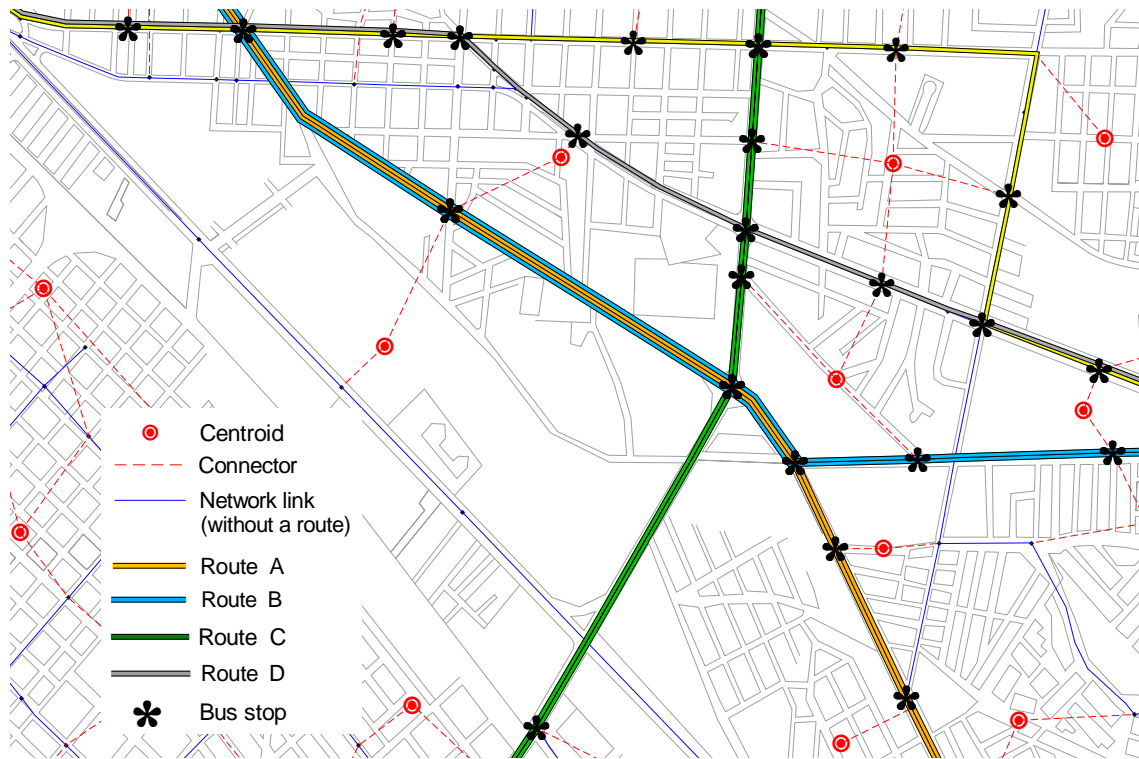 Centroid
Connector
Network link
(without a route)
Route A
Route B
Route C
Route D
Bus stop